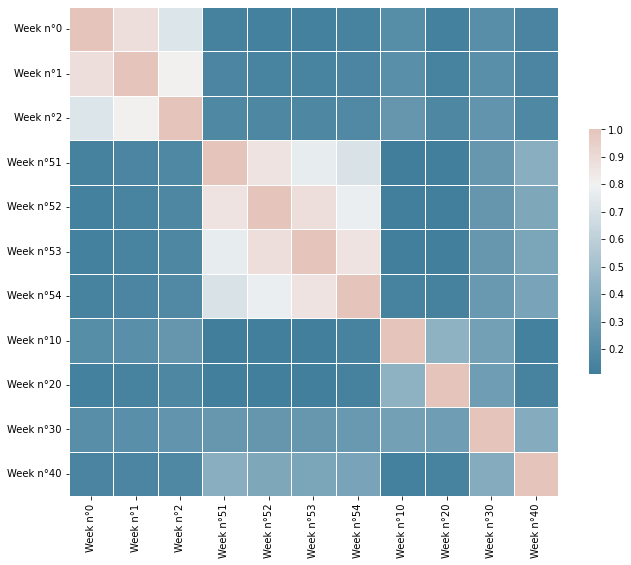 Week n°0
Week n°1
Week n°2
Week n°51
Week n°52
Week n°53
Week n°54
Week n°10
Week n°20
Week n°30
Week n°40
Week n°0
Week n°1
Week n°2
Week n°51
Week n°52
Week n°53
Week n°54
Week n°10
Week n°20
Week n°30
Week n°40
1.0
0.9
0.8
0.7
0.6
0.5
0.4
0.3
0.2